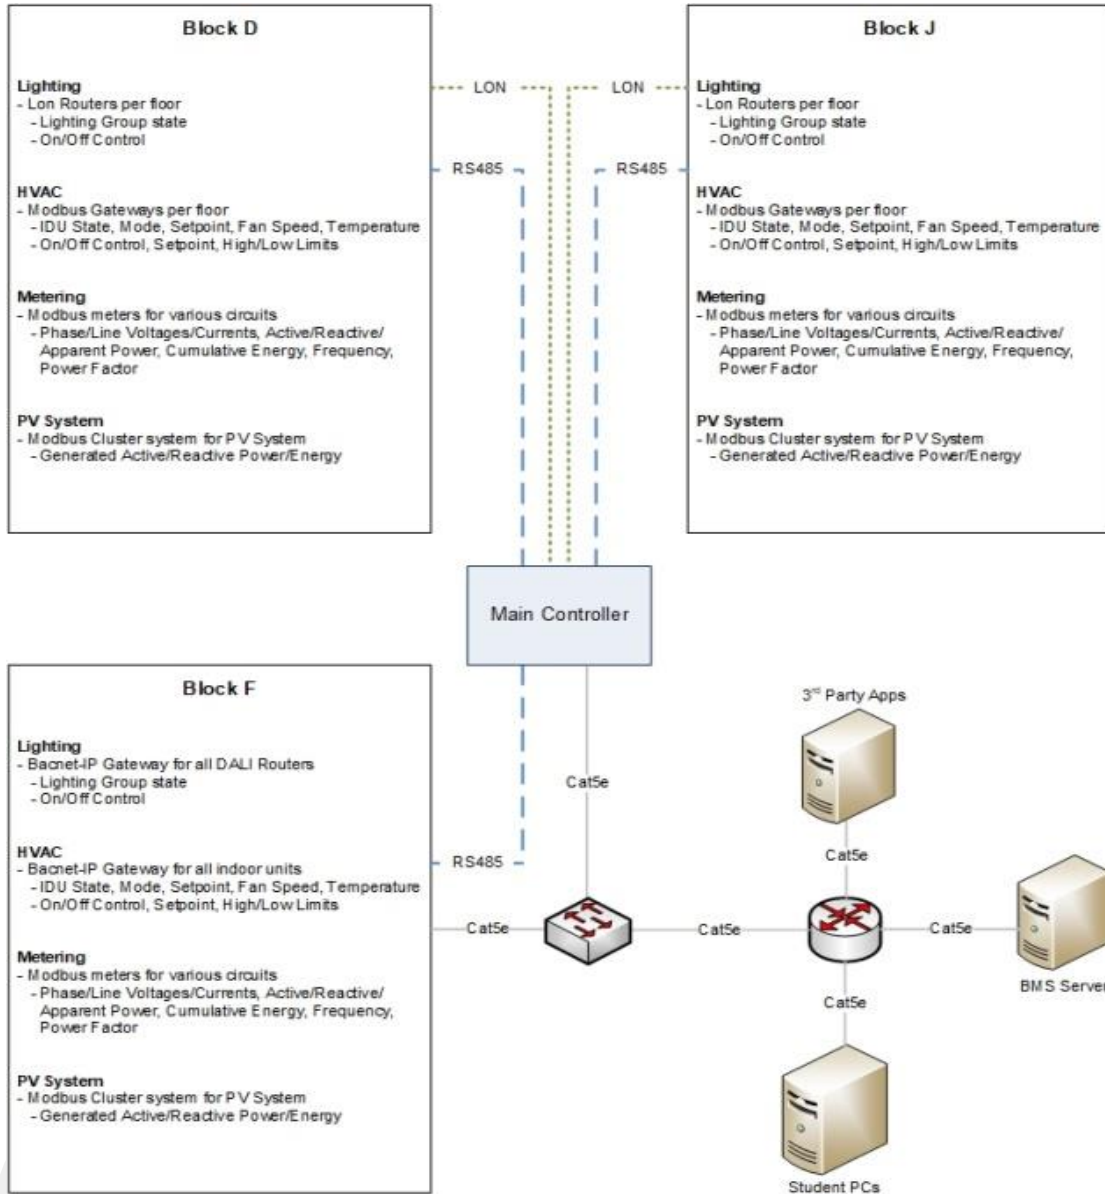 Block D
Lighting
- Lon Routers per floor
- Lighting Group state
- On/Off Control
HVAC
- Modbus Gateways per floor
- IDU State, Mode, Setpoint, Fan Speed, Temperature
- On/Off Control, Setpoint, High/Low Limits
Metering
- Modbus meters for various circuits
- Phase/Line Voltages/Currents, Active/Reactive/
Apparent Power, Cumulative Energy, Frequency,
Power Factor
PV System
- Modbus Cluster system for PV System
- Generated Active/Reactive Power/Energy
LON
RS485
LON
RS485
Block J
Lighting
- Lon Routers per floor
- Lighting Group state
- On/Off Control
HVAC
- Modbus Gateways per floor
- IDU State, Mode, Setpoint, Fan Speed, Temperature
- On/Off Control, Setpoint, High/Low Limits
Metering
- Modbus meters for various circuits
- Phase/Line Voltages/Currents, Active/Reactive/
Apparent Power, Cumulative Energy, Frequency,
Power Factor
PV System
- Modbus Cluster system for PV System
- Generated Active/Reactive Power/Energy
Main Controller
Block F
Lighting
- Bacnet-IP Gateway for all DALI Routers
- Lighting Group state
- On/Off Control
HVAC
- Bacnet-IP Gateway for all indoor units
- IDU State, Mode, Setpoint, Fan Speed, Temperature
- On/Off Control, Setpoint, High/Low Limits
Metering
- Modbus meters for various circuits
- Phase/Line Voltages/Currents, Active/Reactive/
Apparent Power, Cumulative Energy, Frequency,
Power Factor
PV System
- Modbus Cluster system for PV System
- Generated Active/Reactive Power/Energy
RS485
Cat5e
Cat5e
Cat5e
3rd Party Apps
Cat5e
Cat5e
BMS Server
Cat5e
Student PCs